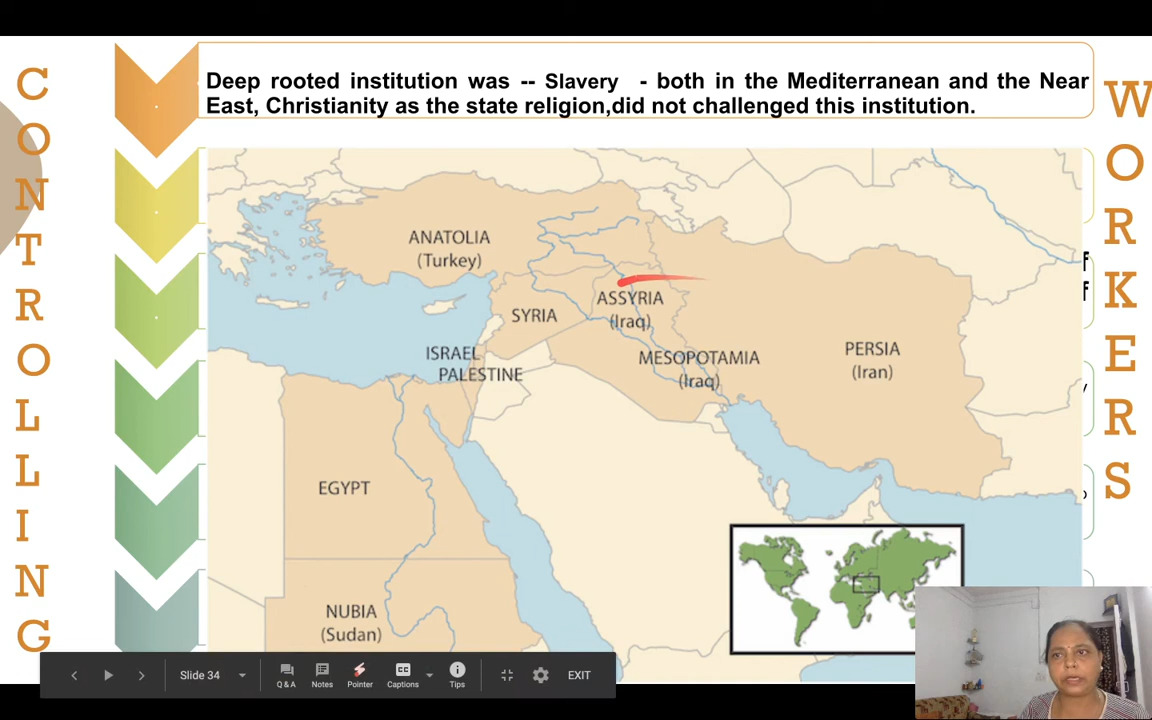 CONTROLLING
Deep rooted institution was -- Slavery - both in the Mediterranean and the Near
East, Christianity as the state religion,did not challenged this institution.
WORKERS
f
f
ANATOLIA
(Turkey)
ASSYRIA
(Iraq)
SYRIA
ISRAEL
PALESTINE
MESOPOTAMIA
(Iraq)
PERSIA
(Iran)
EGYPT
NUBIA
(Sudan)
Slide 34
Q & A
Notes
Pointer
Captions
Tips
EXIT